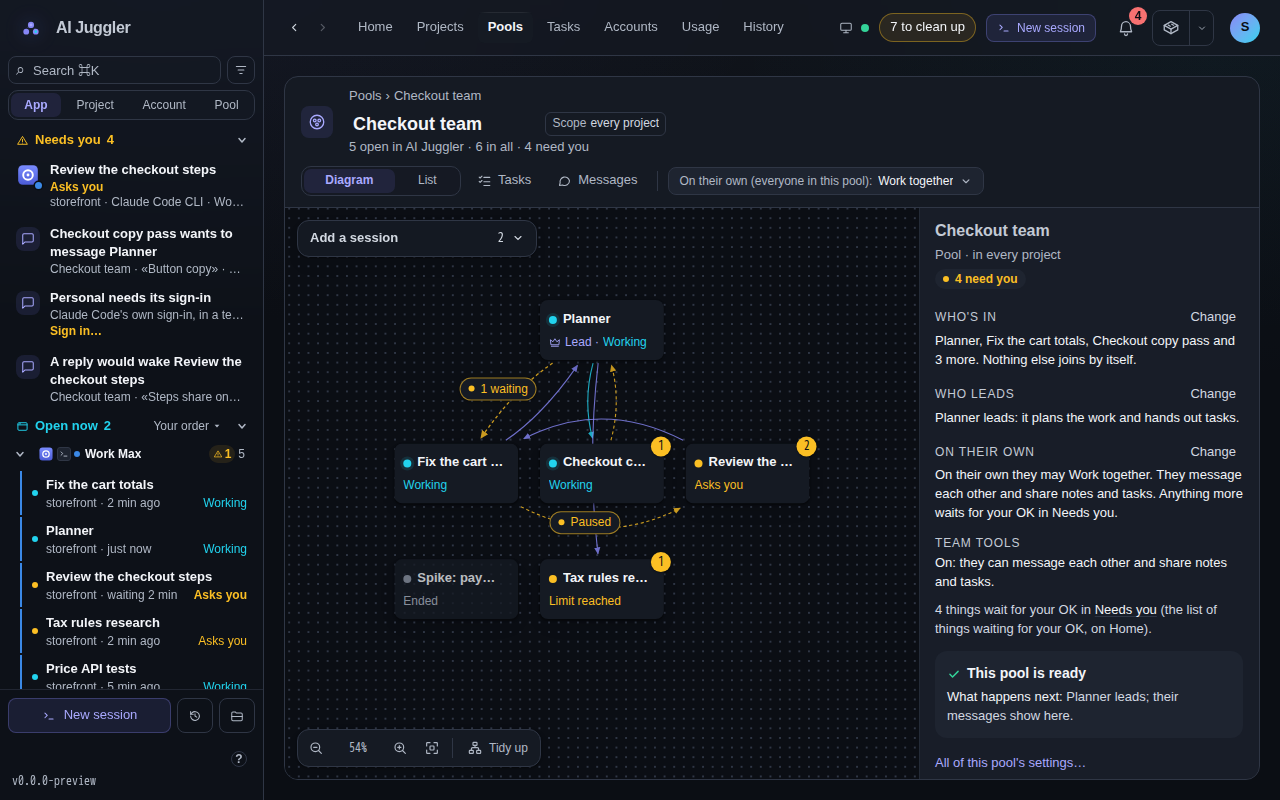 AI Juggler
Search ⌘K
App
Project
Account
Pool
Needs you 4
Review the checkout steps
Asks you
storefront · Claude Code CLI · Wo…
Checkout copy pass wants to
message Planner
Checkout team · «Button copy» · …
Personal needs its sign-in
Claude Code's own sign-in, in a te…
Sign in…
A reply would wake Review the
checkout steps
Checkout team · «Steps share on…
Open now 2
Your order
Work Max
1
5
Fix the cart totals
storefront · 2 min ago
Working
Planner
storefront · just now
Working
Review the checkout steps
storefront · waiting 2 min
Asks you
Tax rules research
storefront · 2 min ago
Asks you
Price API tests
storefront · 5 min ago
Working
New session
?
v0.0.0-preview
Home
Projects
Pools
Tasks
Accounts
Usage
History
7 to clean up
New session
4
S
Pools › Checkout team
Checkout team
Scope every project
5 open in AI Juggler · 6 in all · 4 need you
Diagram
List
Tasks
Messages
On their own (everyone in this pool): Work together
Add a session
2
Planner
Lead · Working
1 waiting
1
2
Fix the cart …
Working
Checkout c…
Working
Review the …
Asks you
Paused
1
Spike: pay…
Ended
Tax rules re…
Limit reached
54%
Tidy up
Checkout team
Pool · in every project
4 need you
WHO'S IN
Change
Planner, Fix the cart totals, Checkout copy pass and
3 more. Nothing else joins by itself.
WHO LEADS
Change
Planner leads: it plans the work and hands out tasks.
ON THEIR OWN
Change
On their own they may Work together. They message
each other and share notes and tasks. Anything more
waits for your OK in Needs you.
TEAM TOOLS
On: they can message each other and share notes
and tasks.
4 things wait for your OK in Needs you (the list of
things waiting for your OK, on Home).
This pool is ready
What happens next: Planner leads; their
messages show here.
All of this pool's settings…